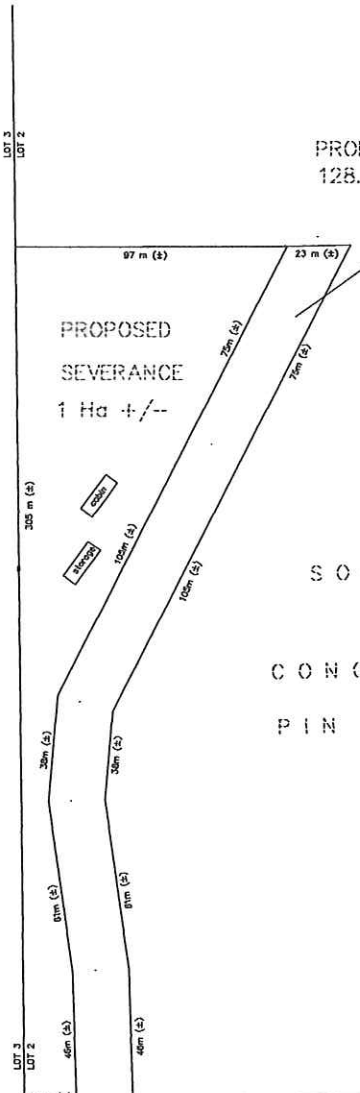 LOT 3
LOT 2
PROP
128.
97 m (±)
23 m (±)
PROPOSED
SEVERANCE
1 Ha +/--
75m (±)
75m (±)
305 m (±)
cabin
storage
105m (±)
105m (±)
S O
C O N C
P I N
38m (±)
38m (±)
61m (±)
61m (±)
46m (±)
46m (±)
LOT 3
LOT 2